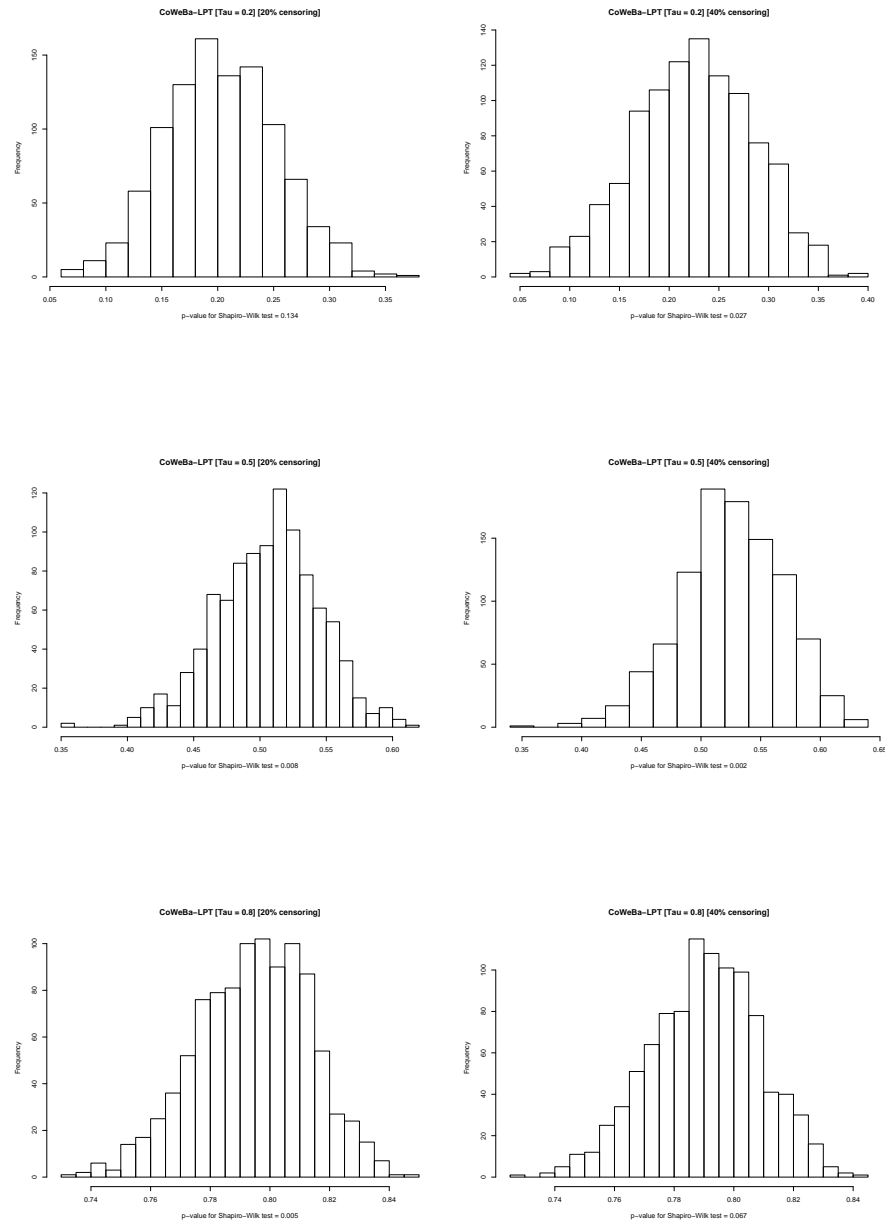 CoWeBa−LPT [Tau = 0.2] [20% censoring]
Frequency
0 50 100 150
0.05 0.10 0.15 0.20 0.25 0.30 0.35
p−value for Shapiro−Wilk test = 0.134
CoWeBa−LPT [Tau = 0.2] [40% censoring]
Frequency
0 20 40 60 80 100 120 140
0.05 0.10 0.15 0.20 0.25 0.30 0.35 0.40
p−value for Shapiro−Wilk test = 0.027
CoWeBa−LPT [Tau = 0.5] [20% censoring]
Frequency
0 20 40 60 80 100 120
0.35 0.40 0.45 0.50 0.55 0.60
p−value for Shapiro−Wilk test = 0.008
CoWeBa−LPT [Tau = 0.5] [40% censoring]
Frequency
0 50 100 150
0.35 0.40 0.45 0.50 0.55 0.60 0.65
p−value for Shapiro−Wilk test = 0.002
CoWeBa−LPT [Tau = 0.8] [20% censoring]
Frequency
0 20 40 60 80 100
0.74 0.76 0.78 0.80 0.82 0.84
p−value for Shapiro−Wilk test = 0.005
CoWeBa−LPT [Tau = 0.8] [40% censoring]
Frequency
0 20 40 60 80 100
0.74 0.76 0.78 0.80 0.82 0.84
p−value for Shapiro−Wilk test = 0.067